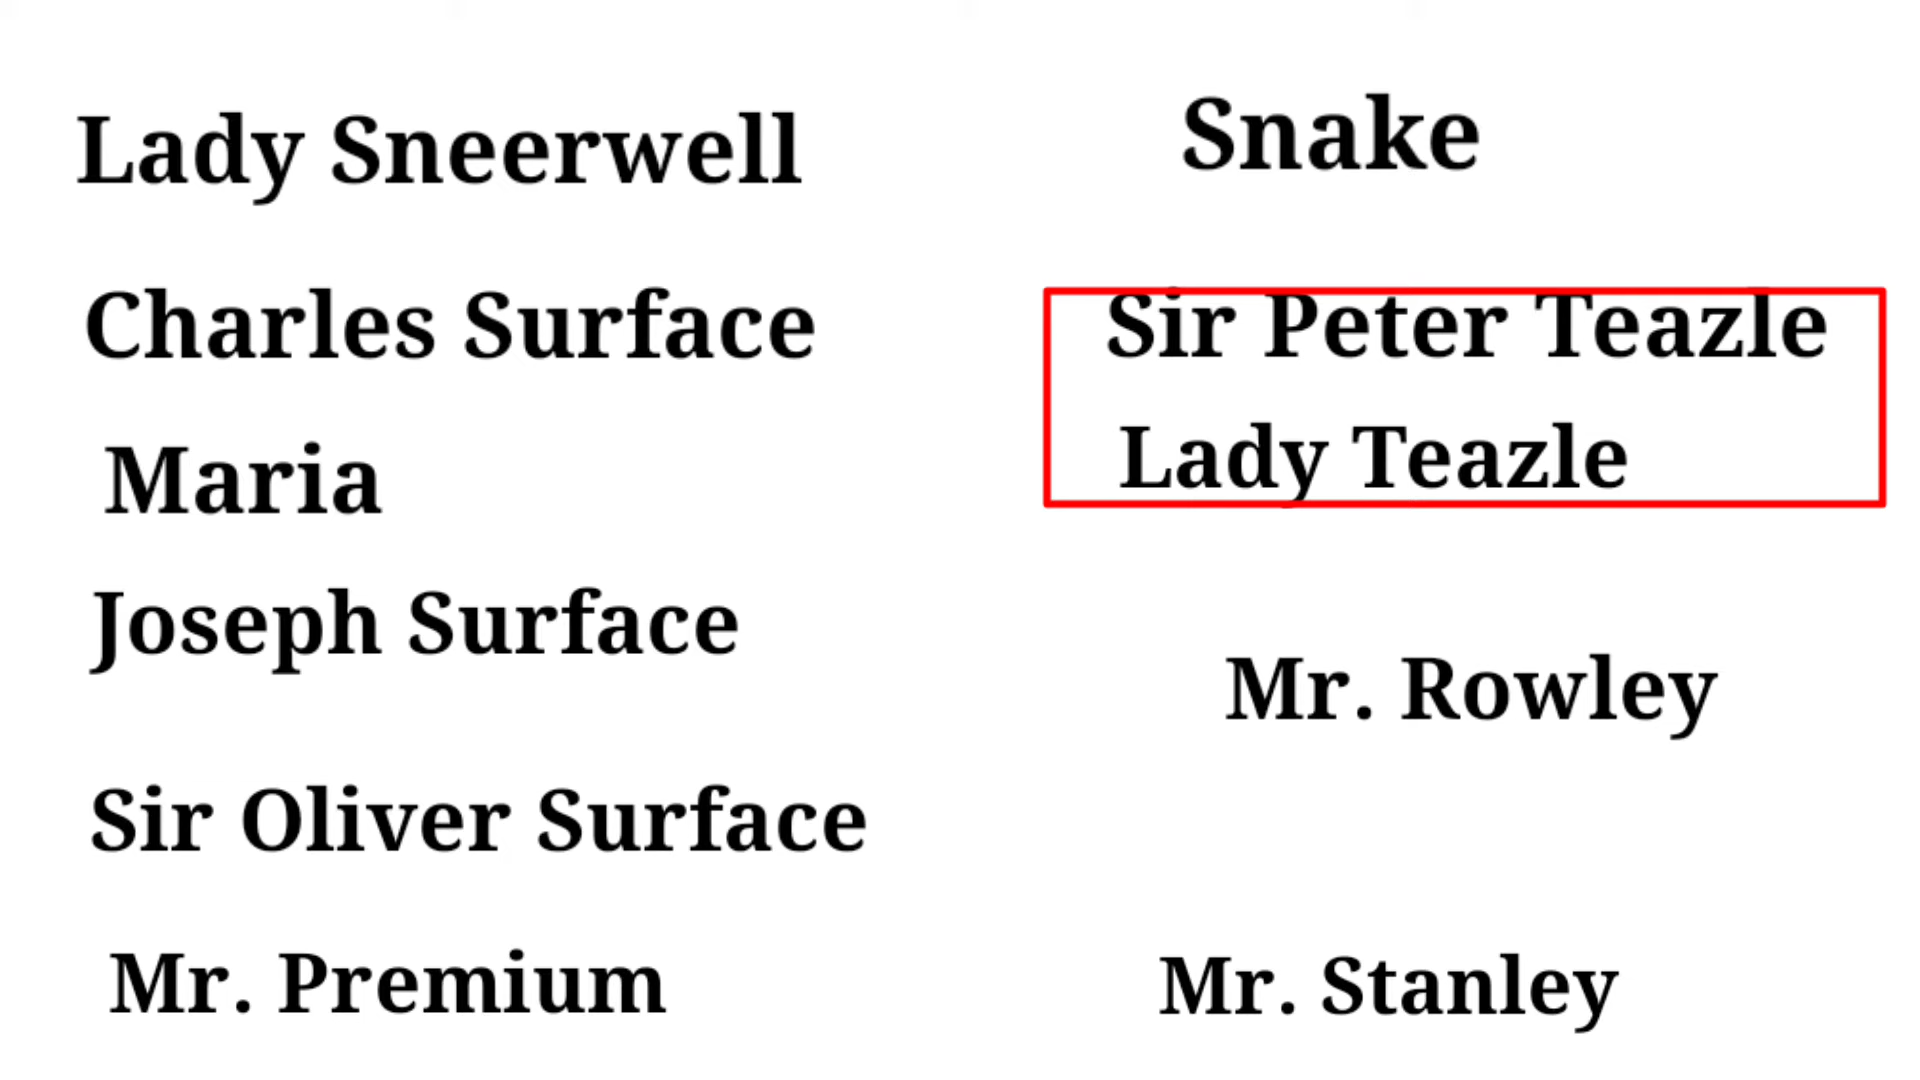 Lady Sneerwell
Snake
Charles Surface
Sir Peter Teazle
Maria
Lady Teazle
Joseph Surface
Mr. Rowley
Sir Oliver Surface
Mr. Premium
Mr. Stanley